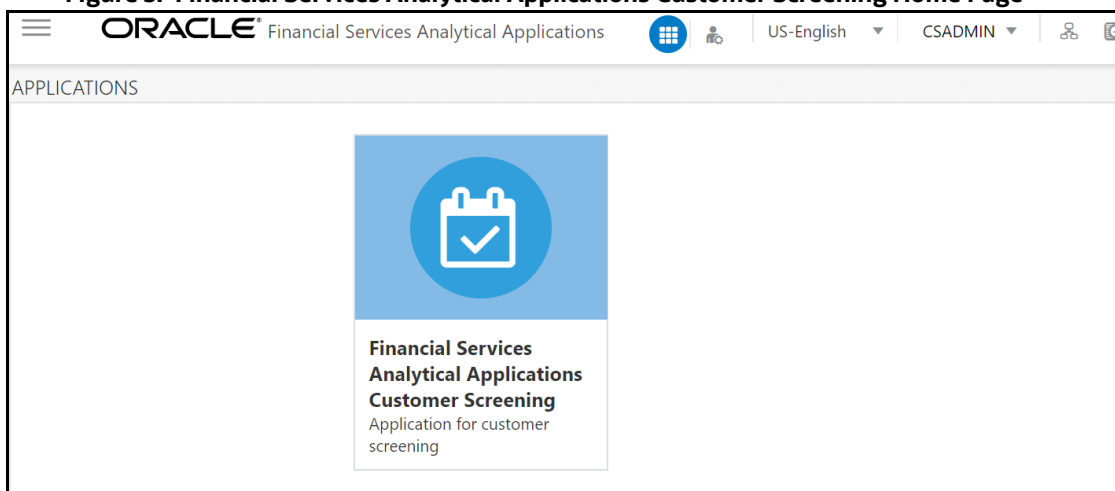 Figure 3: Financial Services Analytical Applications Customer Screening Home Page
ORACLE® Financial Services Analytical Applications US-English CSADMIN
APPLICATIONS
Financial Services
Analytical Applications
Customer Screening
Application for customer
screening